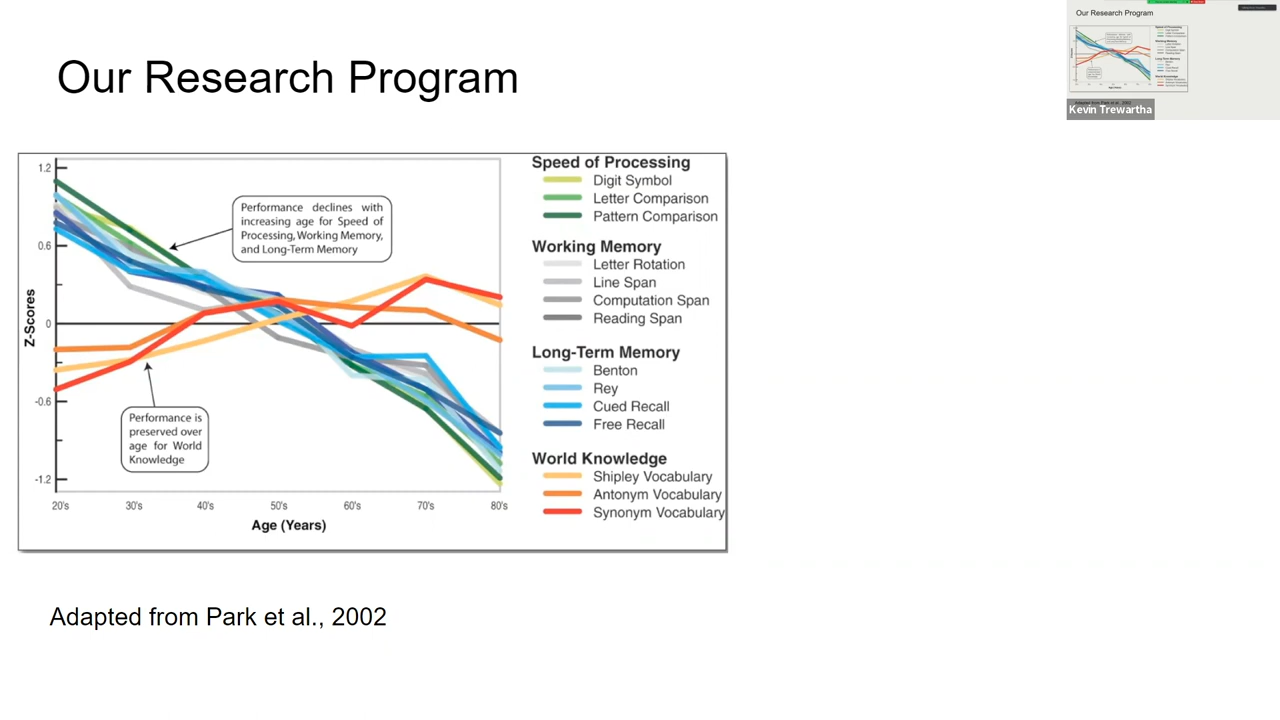 Our Research Program
1.2
0.6
0
-0.6
-1.2
Z-Scores
20's 30's 40's 50's 60's 70's 80's
Age (Years)
Performance declines with
increasing age for Speed of
Processing, Working Memory,
and Long-Term Memory
Performance is
preserved over
age for World
Knowledge
Speed of Processing
Digit Symbol
Letter Comparison
Pattern Comparison
Working Memory
Letter Rotation
Line Span
Computation Span
Reading Span
Long-Term Memory
Benton
Rey
Cued Recall
Free Recall
World Knowledge
Shipley Vocabulary
Antonym Vocabulary
Synonym Vocabulary
Adapted from Park et al., 2002
Our Research Program
Kevin Trewartha